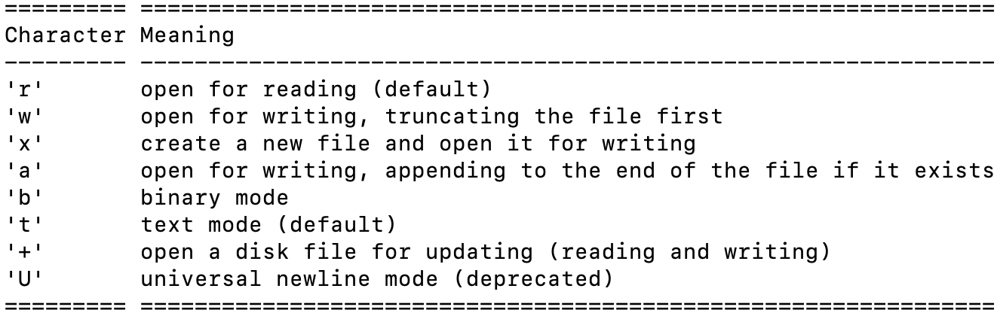 ========= ===============================================================
Character Meaning
--------- ---------------------------------------------------------------
'r'       open for reading (default)
'w'       open for writing, truncating the file first
'x'       create a new file and open it for writing
'a'       open for writing, appending to the end of the file if it exists
'b'       binary mode
't'       text mode (default)
'+'       open a disk file for updating (reading and writing)
'U'       universal newline mode (deprecated)
========= ===============================================================